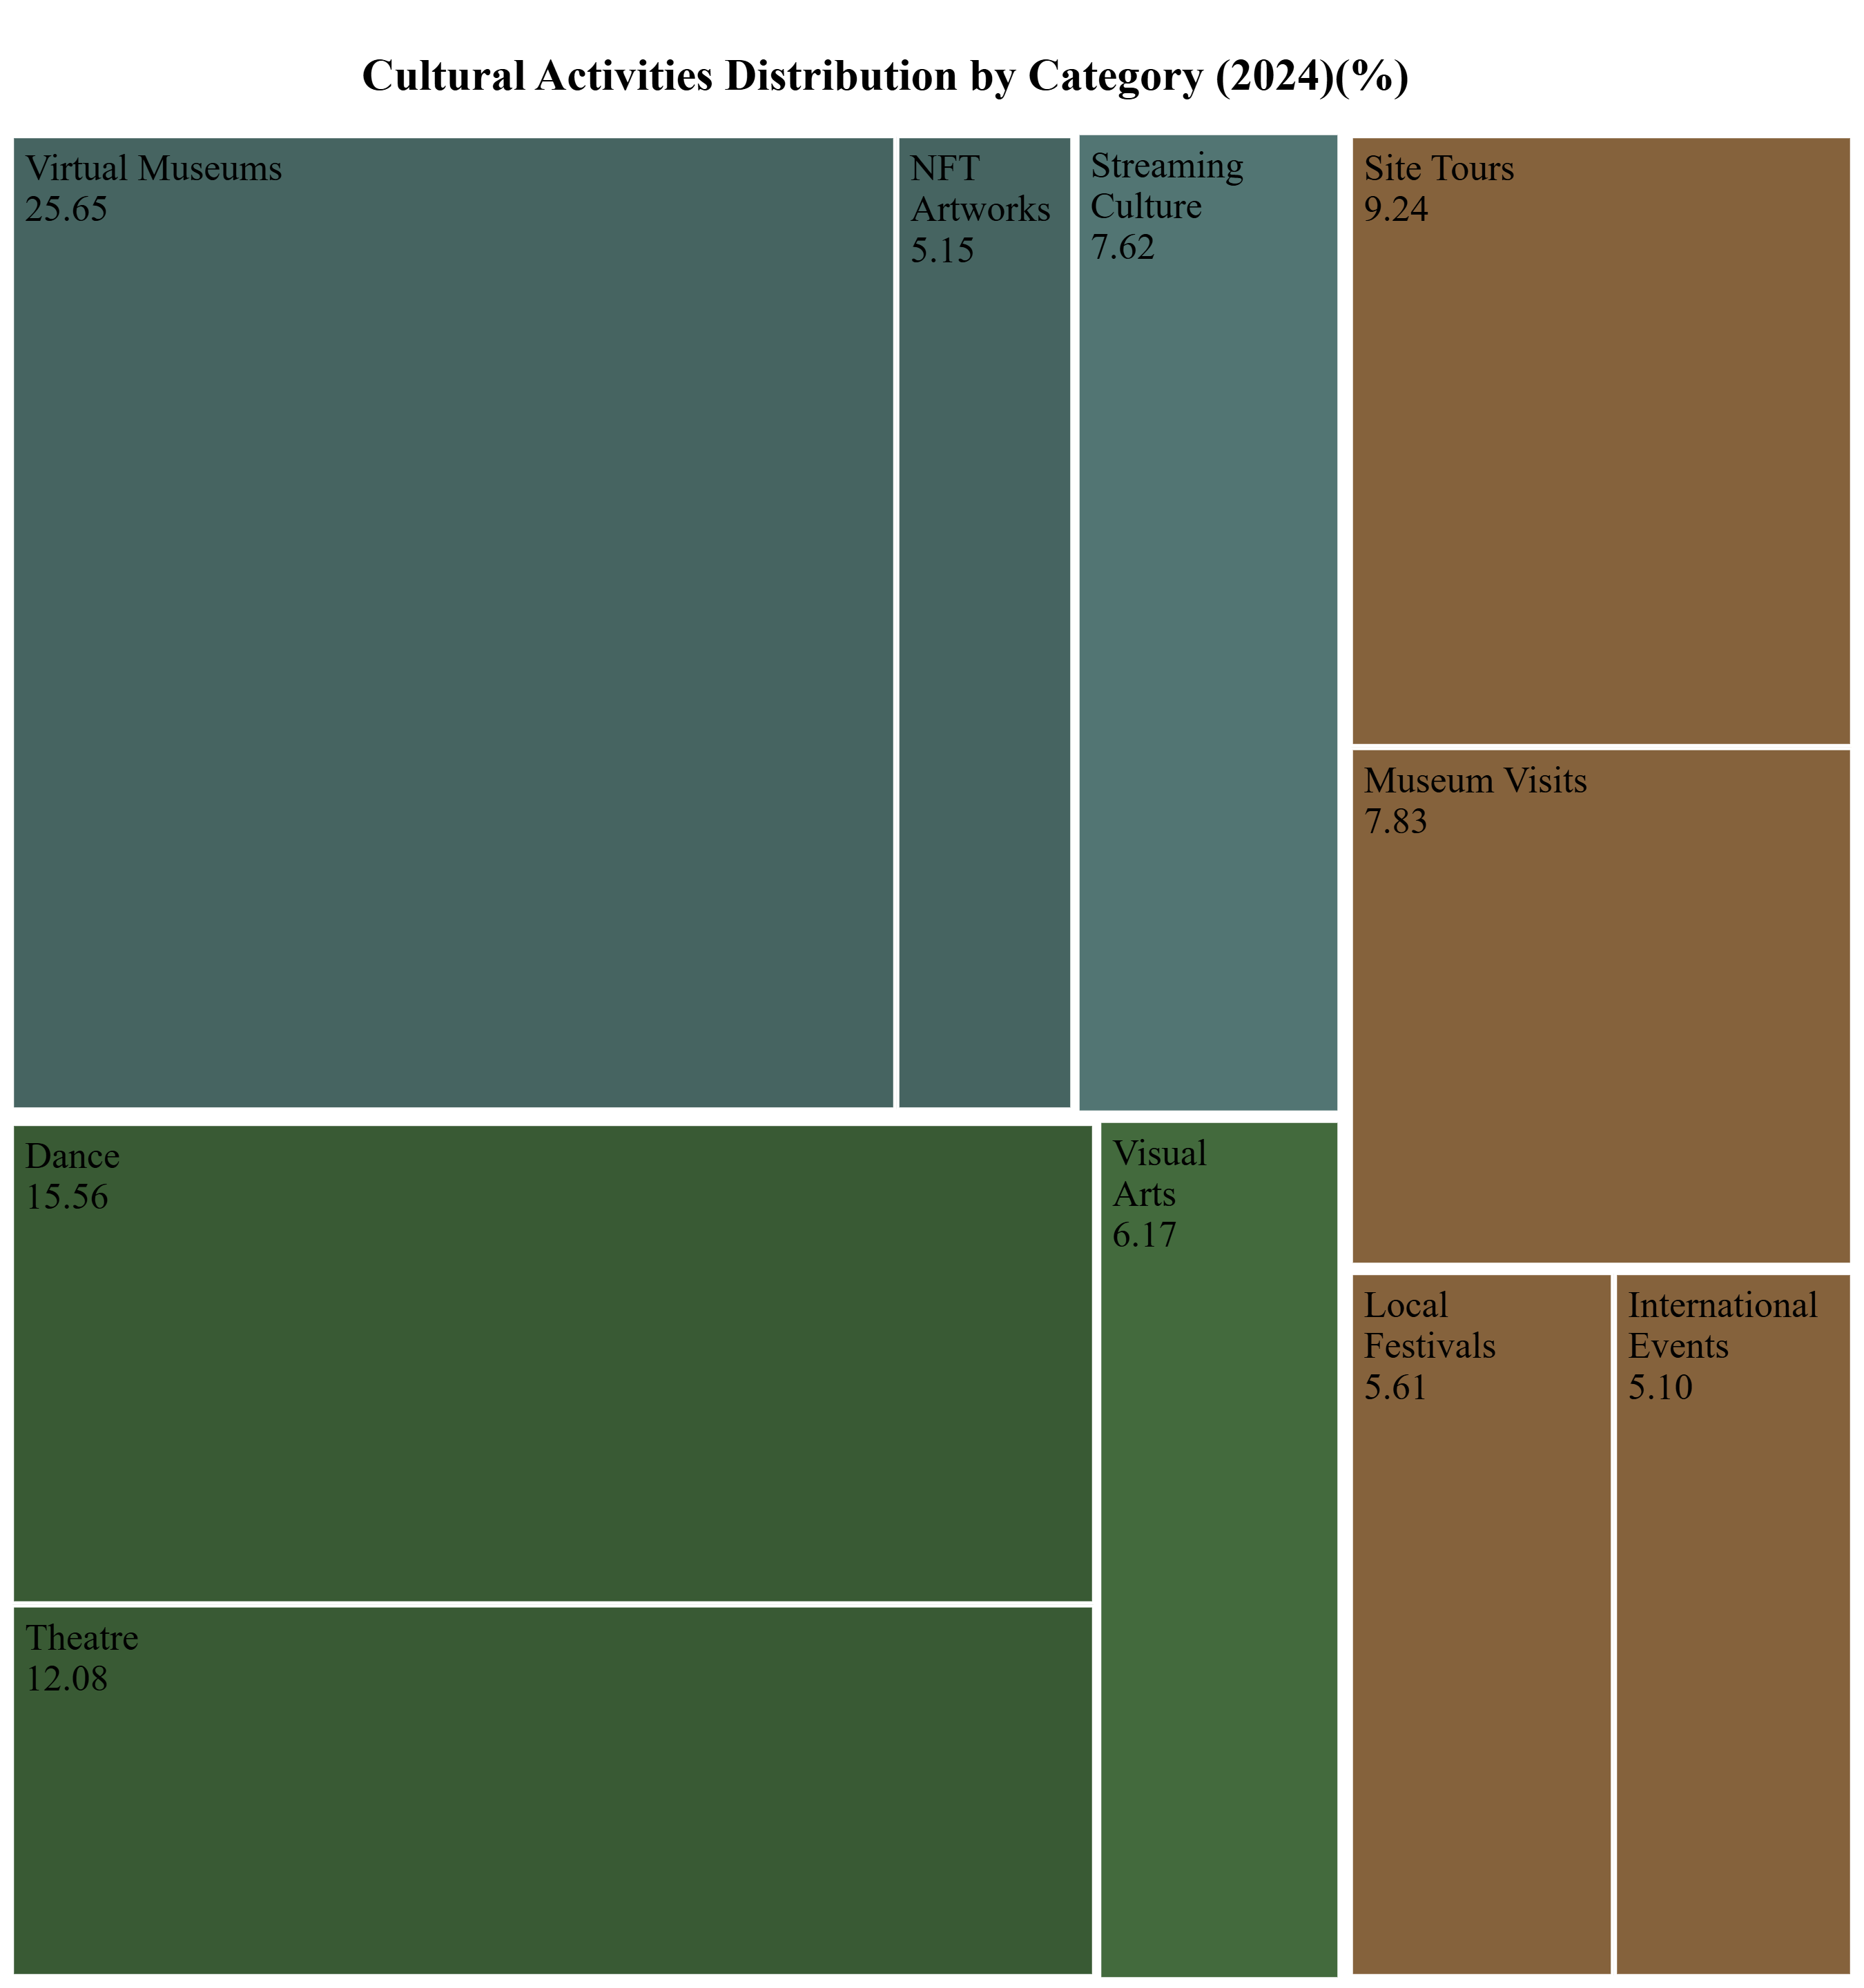 Cultural Activities Distribution by Category (2024)(%)
Virtual Museums
25.65
NFT
Artworks
5.15
Streaming
Culture
7.62
Site Tours
9.24
Museum Visits
7.83
Dance
15.56
Visual
Arts
6.17
Local
Festivals
5.61
International
Events
5.10
Theatre
12.08